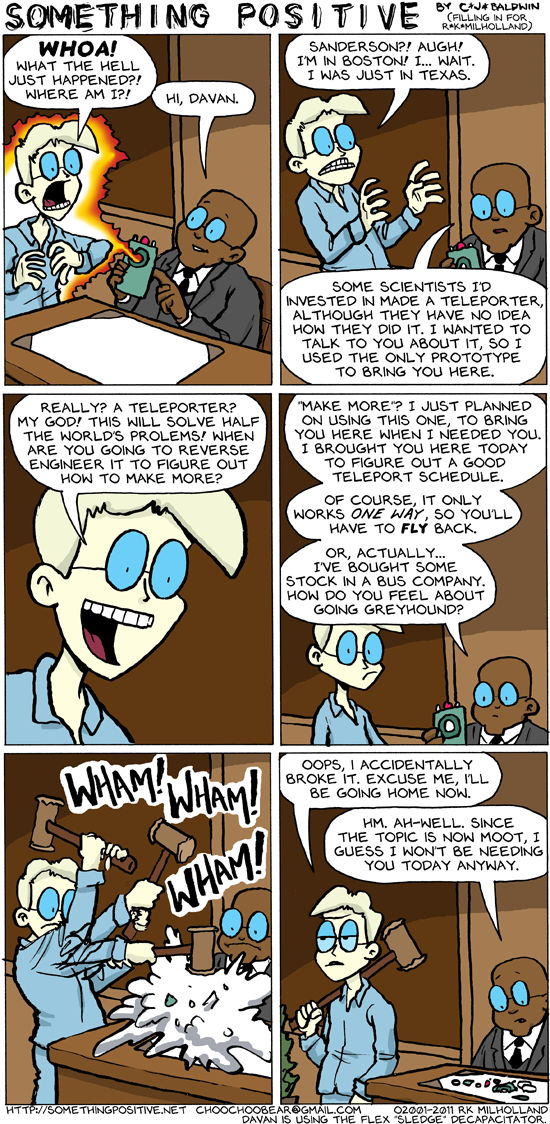 SOMETHING POSITIVE
BY C*W*BALDWIN
(FILLING IN FOR
R*K*MILHOLLAND)
WHOA!
WHAT THE HELL
JUST HAPPENED?!
WHERE AM I?!
HI, DAVAN.
SANDERSON?! AUGH!
I'M IN BOSTON! I... WAIT.
I WAS JUST IN TEXAS.
SOME SCIENTISTS I'D
INVESTED IN MADE A TELEPORTER,
ALTHOUGH THEY HAVE NO IDEA
HOW THEY DID IT. I WANTED TO
TALK TO YOU ABOUT IT, SO I
USED THE ONLY PROTOTYPE
TO BRING YOU HERE.
REALLY? A TELEPORTER?
MY GOD! THIS WILL SOLVE HALF
THE WORLD'S PROLEMS! WHEN
ARE YOU GOING TO REVERSE
ENGINEER IT TO FIGURE OUT
HOW TO MAKE MORE?
"MAKE MORE"? I JUST PLANNED
ON USING THIS ONE, TO BRING
YOU HERE WHEN I NEEDED YOU.
I BROUGHT YOU HERE TODAY
TO FIGURE OUT A GOOD
TELEPORT SCHEDULE.
OF COURSE, IT ONLY
WORKS ONE WAY, SO YOU'LL
HAVE TO FLY BACK.
OR, ACTUALLY...
I'VE BOUGHT SOME
STOCK IN A BUS COMPANY.
HOW DO YOU FEEL ABOUT
GOING GREYHOUND?
WHAM!
WHAM!
WHAM!
OOPS, I ACCIDENTALLY
BROKE IT. EXCUSE ME, I'LL
BE GOING HOME NOW.
HM. AH-WELL. SINCE
THE TOPIC IS NOW MOOT, I
GUESS I WON'T BE NEEDING
YOU TODAY ANYWAY.
HTTP://SOMETHINGPOSITIVE.NET CHOOCHOOBEAR@GMAIL.COM ©2001-2011 RK MILHOLLAND
DAVAN IS USING THE FLEX "SLEDGE" DECAPACITATOR.